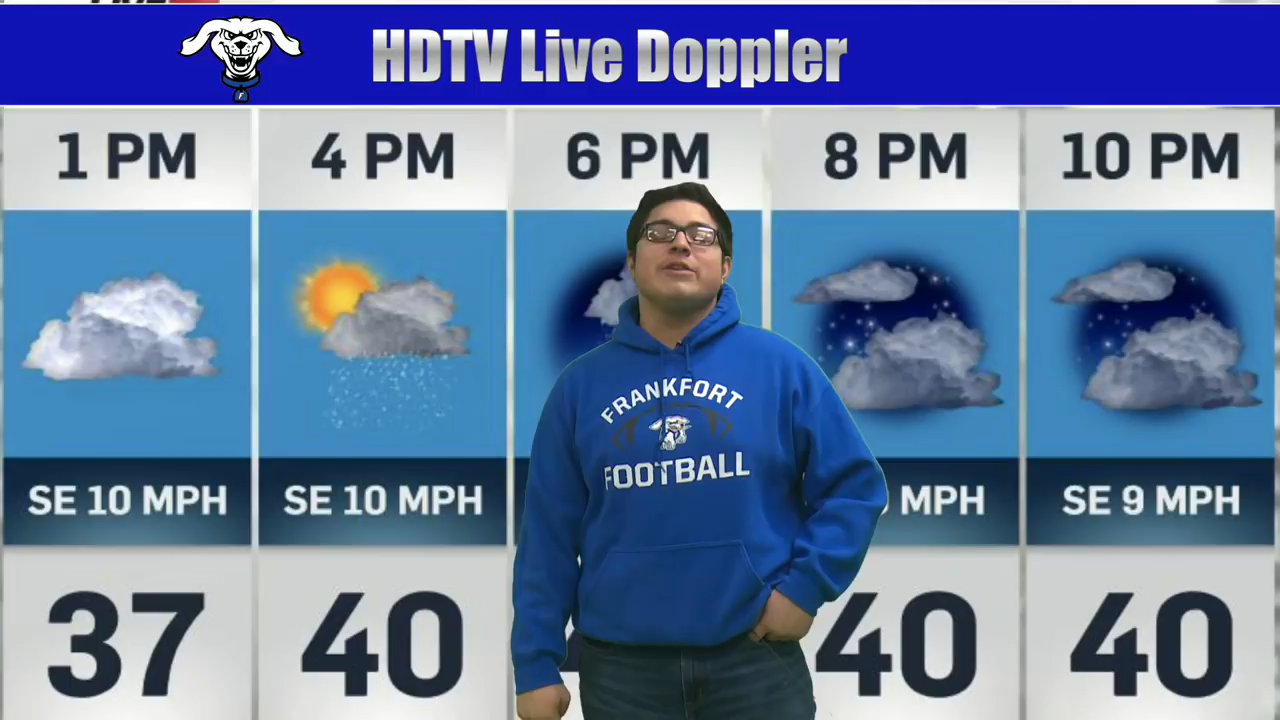 HDTV Live Doppler
1 PM
4 PM
6 PM
8 PM
10 PM
FRANKFORT
FOOTBALL
SE 10 MPH
SE 10 MPH
MPH
SE 9 MPH
37
40
40
40